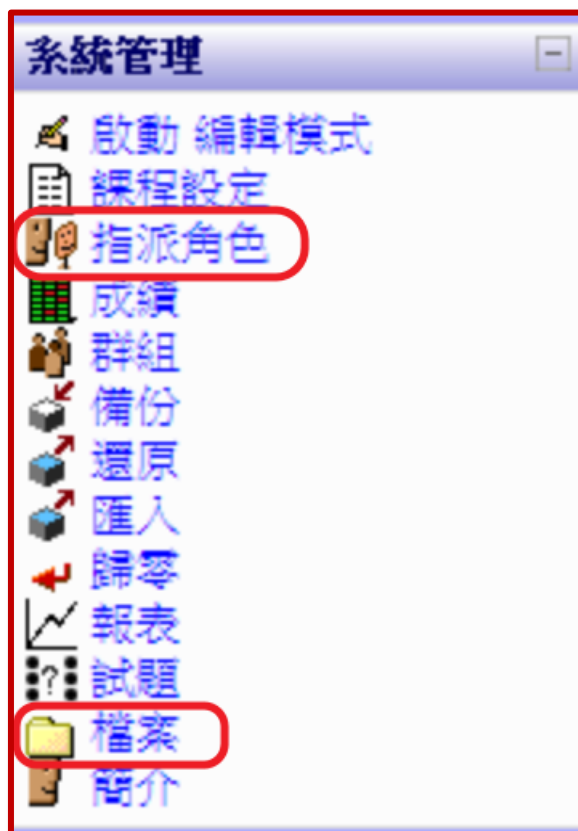 系統管理
啟動 編輯模式
課程設定
指派角色
成績
群組
備份
還原
匯入
歸零
報表
試題
檔案
簡介